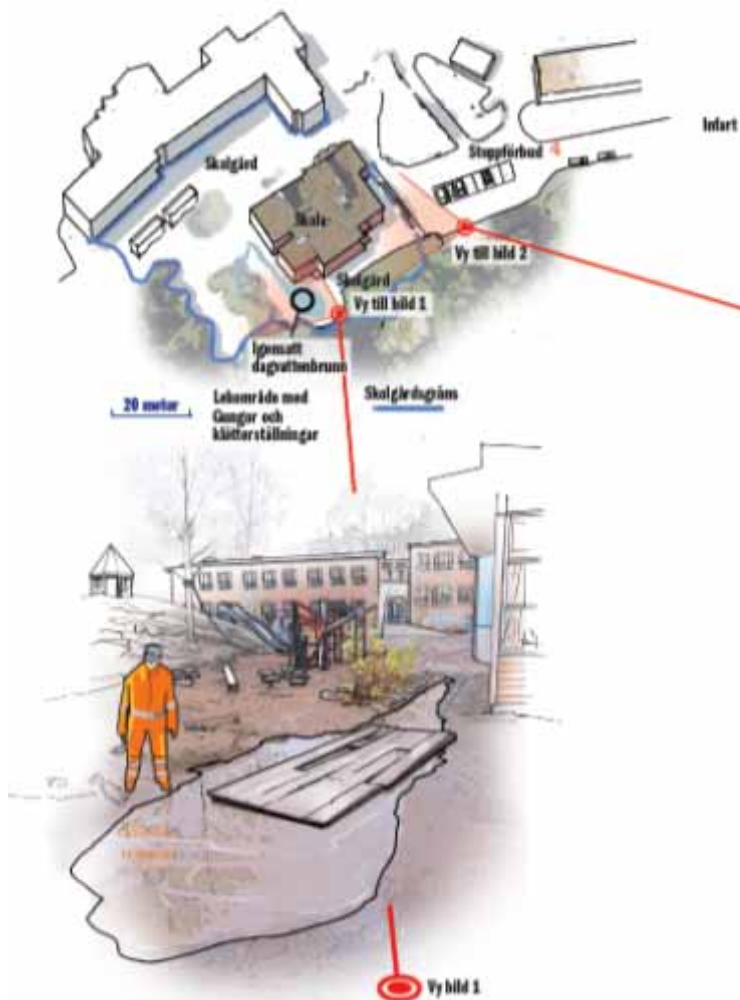 Infart
Stoppförbud
Skolgård
Skola
Vy till bild 2
Skolgård
Vy till bild 1
Igensatt
dagvattenbrunn
20 meter
Lekområde med
Gungor och
klätterställningar
Skolgårdsgräns
Vy bild 1